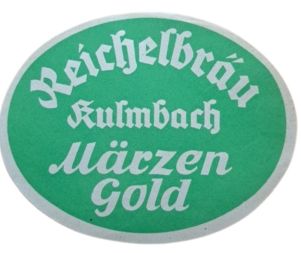 Reichelbräu
Kulmbach
Märzen
Gold